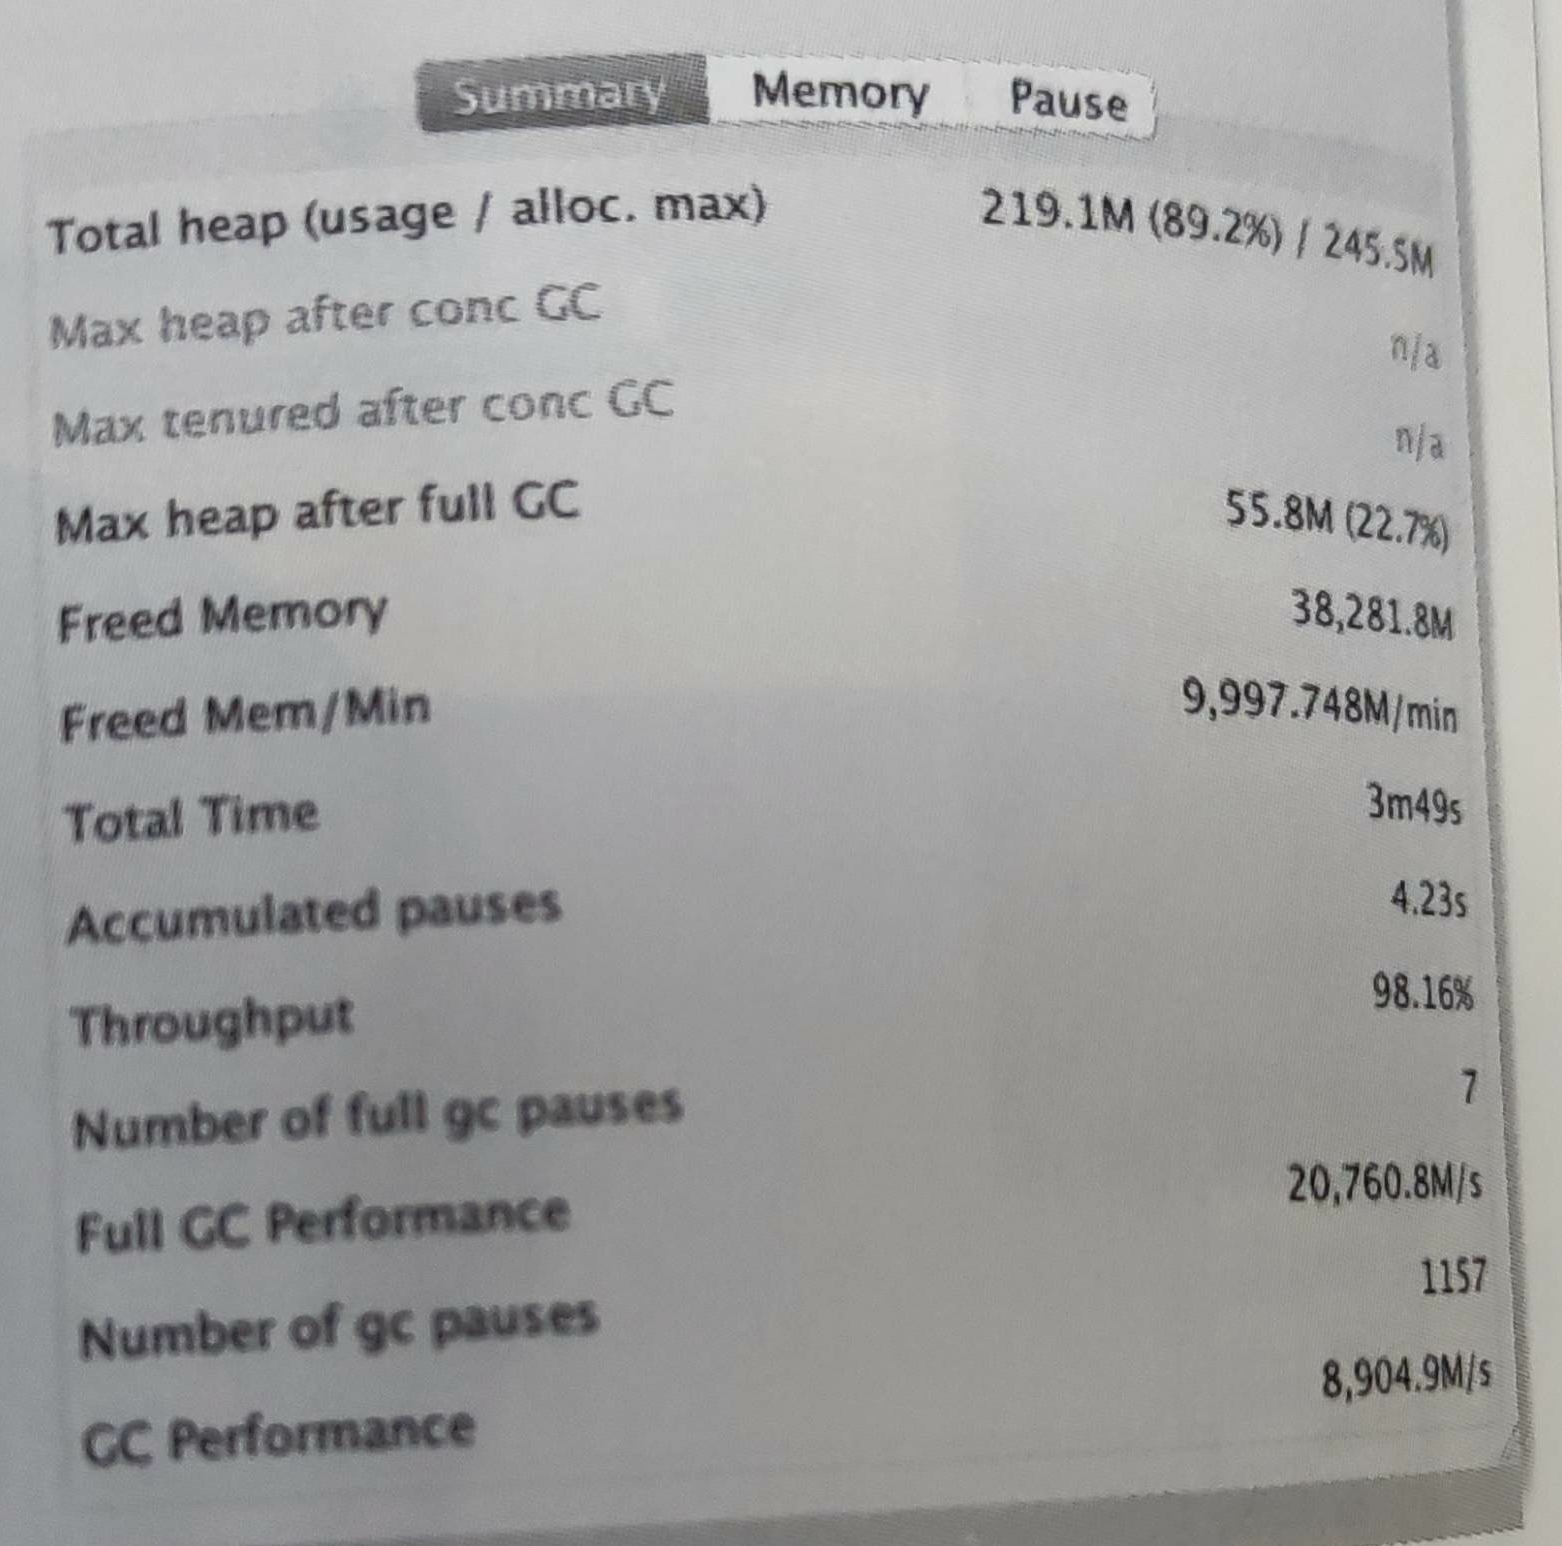 Summary Memory Pause
Total heap (usage / alloc. max) 219.1M (89.2%) / 245.5M
Max heap after conc GC n/a
Max tenured after conc GC n/a
Max heap after full GC 55.8M (22.7%)
Freed Memory 38,281.8M
Freed Mem/Min 9,997.748M/min
Total Time 3m49s
Accumulated pauses 4.23s
Throughput 98.16%
Number of full gc pauses 7
Full GC Performance 20,760.8M/s
Number of gc pauses 1157
GC Performance 8,904.9M/s